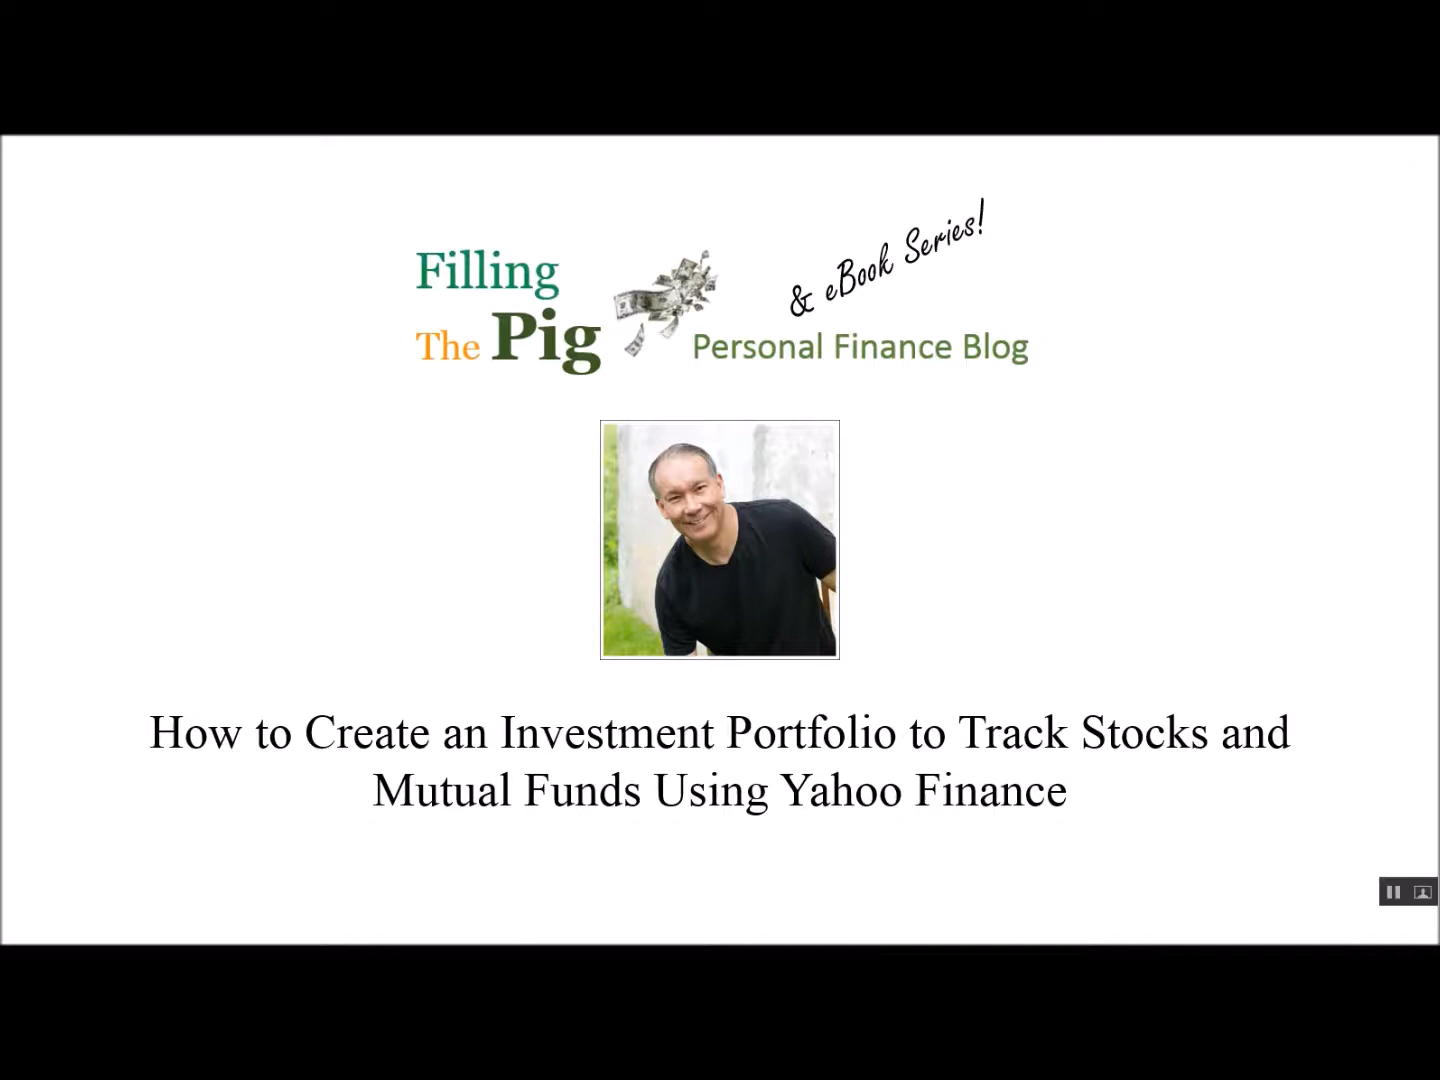 Filling
The Pig
& eBook Series!
Personal Finance Blog
How to Create an Investment Portfolio to Track Stocks and
Mutual Funds Using Yahoo Finance